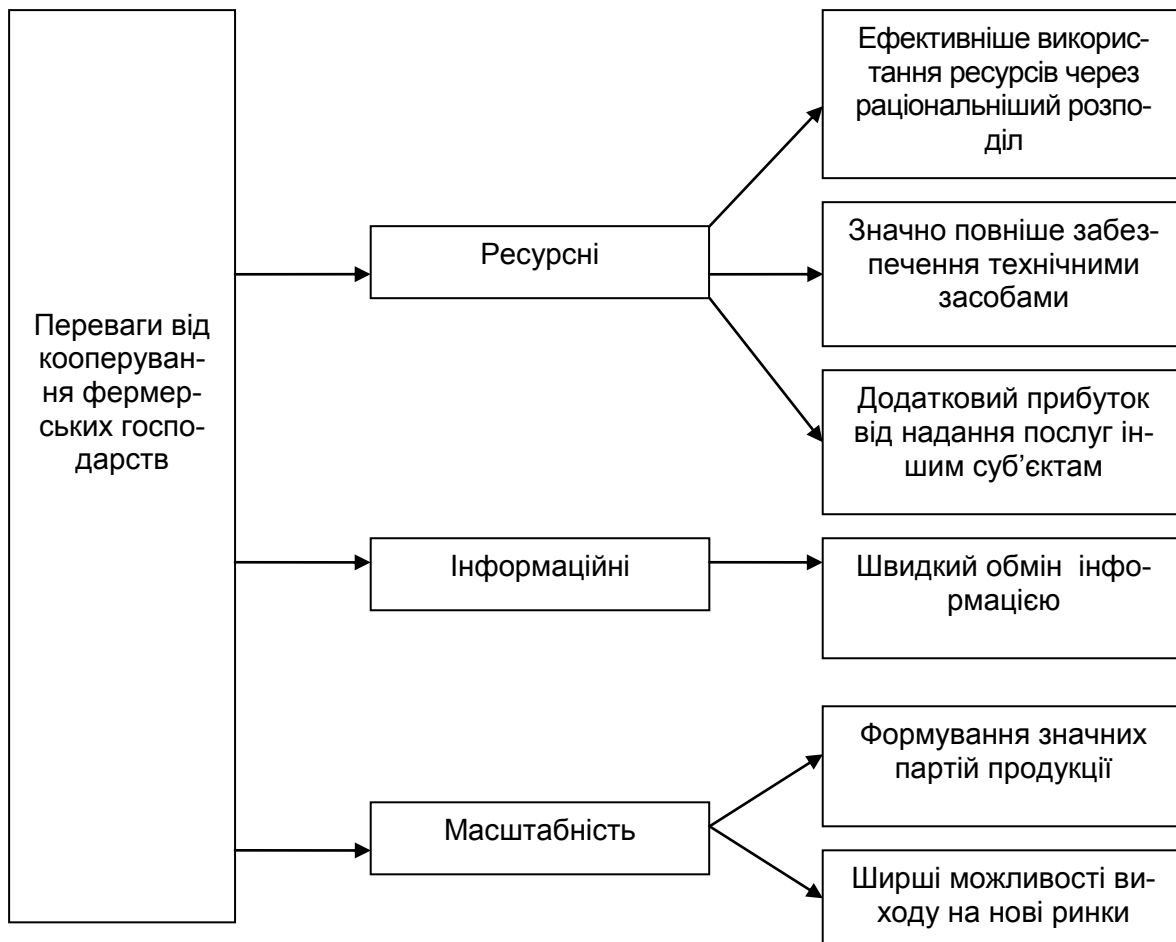 Переваги від
кооперуван-
ня фермер-
ських госпо-
дарств
Ресурсні
Ефективніше викорис-
тання ресурсів через
раціональніший розпо-
діл
Значно повніше забез-
печення технічними
засобами
Додатковий прибуток
від надання послуг ін-
шим суб’єктам
Інформаційні
Швидкий обмін  інфо-
рмацією
Масштабність
Формування значних
партій продукції
Ширші можливості ви-
ходу на нові ринки